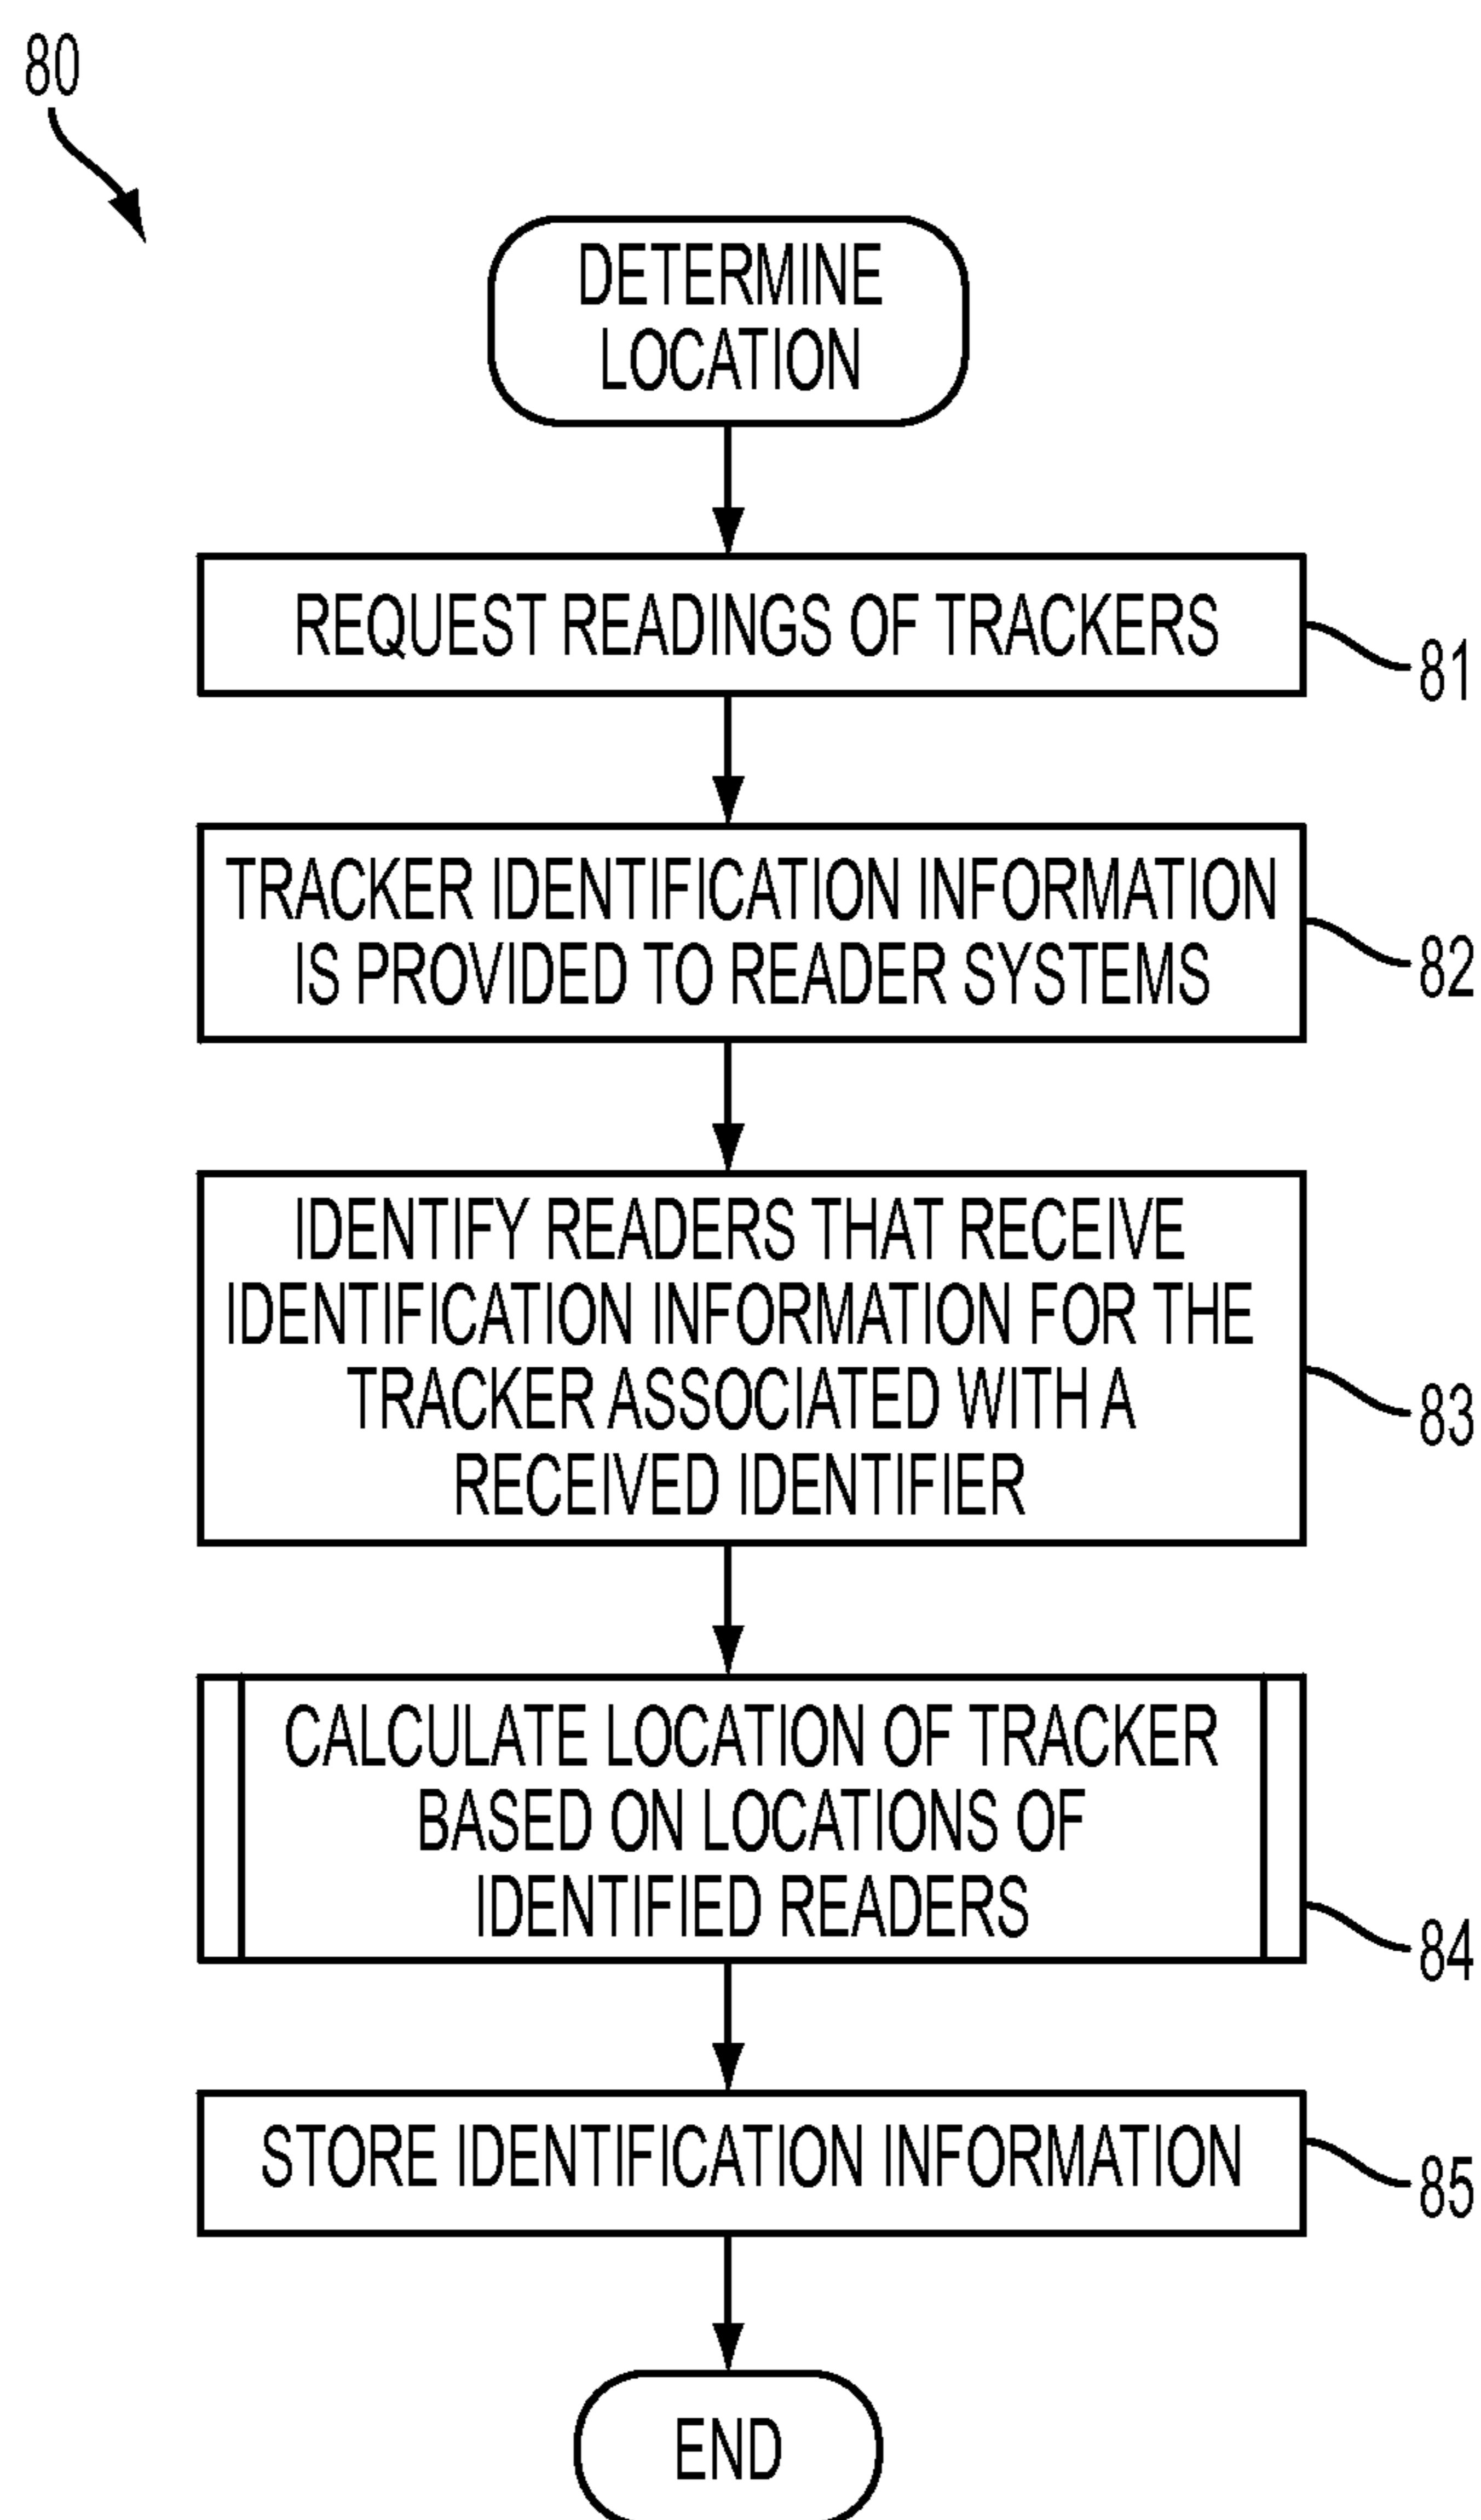 80
DETERMINE
LOCATION
REQUEST READINGS OF TRACKERS
81
TRACKER IDENTIFICATION INFORMATION
IS PROVIDED TO READER SYSTEMS
82
IDENTIFY READERS THAT RECEIVE
IDENTIFICATION INFORMATION FOR THE
TRACKER ASSOCIATED WITH A
RECEIVED IDENTIFIER
83
CALCULATE LOCATION OF TRACKER
BASED ON LOCATIONS OF
IDENTIFIED READERS
84
STORE IDENTIFICATION INFORMATION
85
END